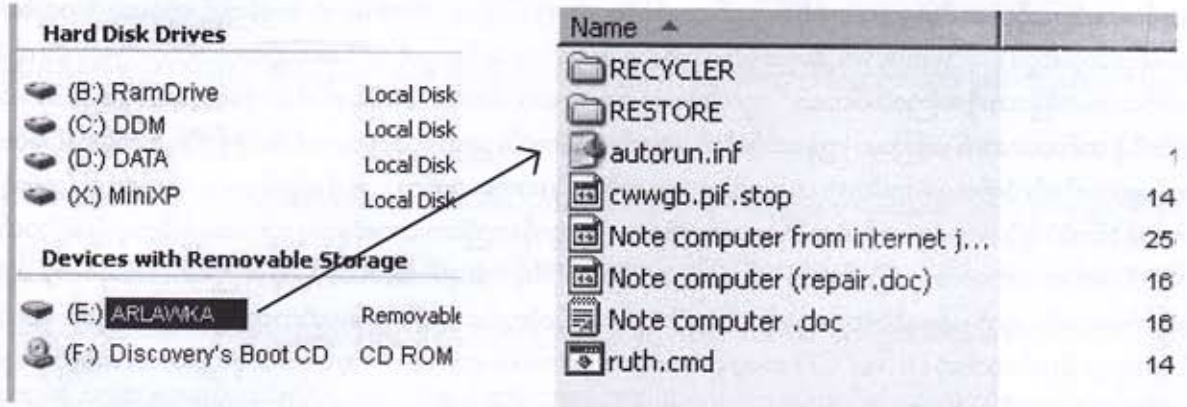 Hard Disk Drives
(B:) RamDrive Local Disk
(C:) DDM Local Disk
(D:) DATA Local Disk
(X:) MiniXP Local Disk
Devices with Removable Storage
(E:) ARLAWKA Removable
(F:) Discovery's Boot CD CD ROM
Name
RECYCLER
RESTORE
autorun.inf 1
cwwgb.pif.stop 14
Note computer from internet j... 25
Note computer (repair.doc) 16
Note computer .doc 18
ruth.cmd 14